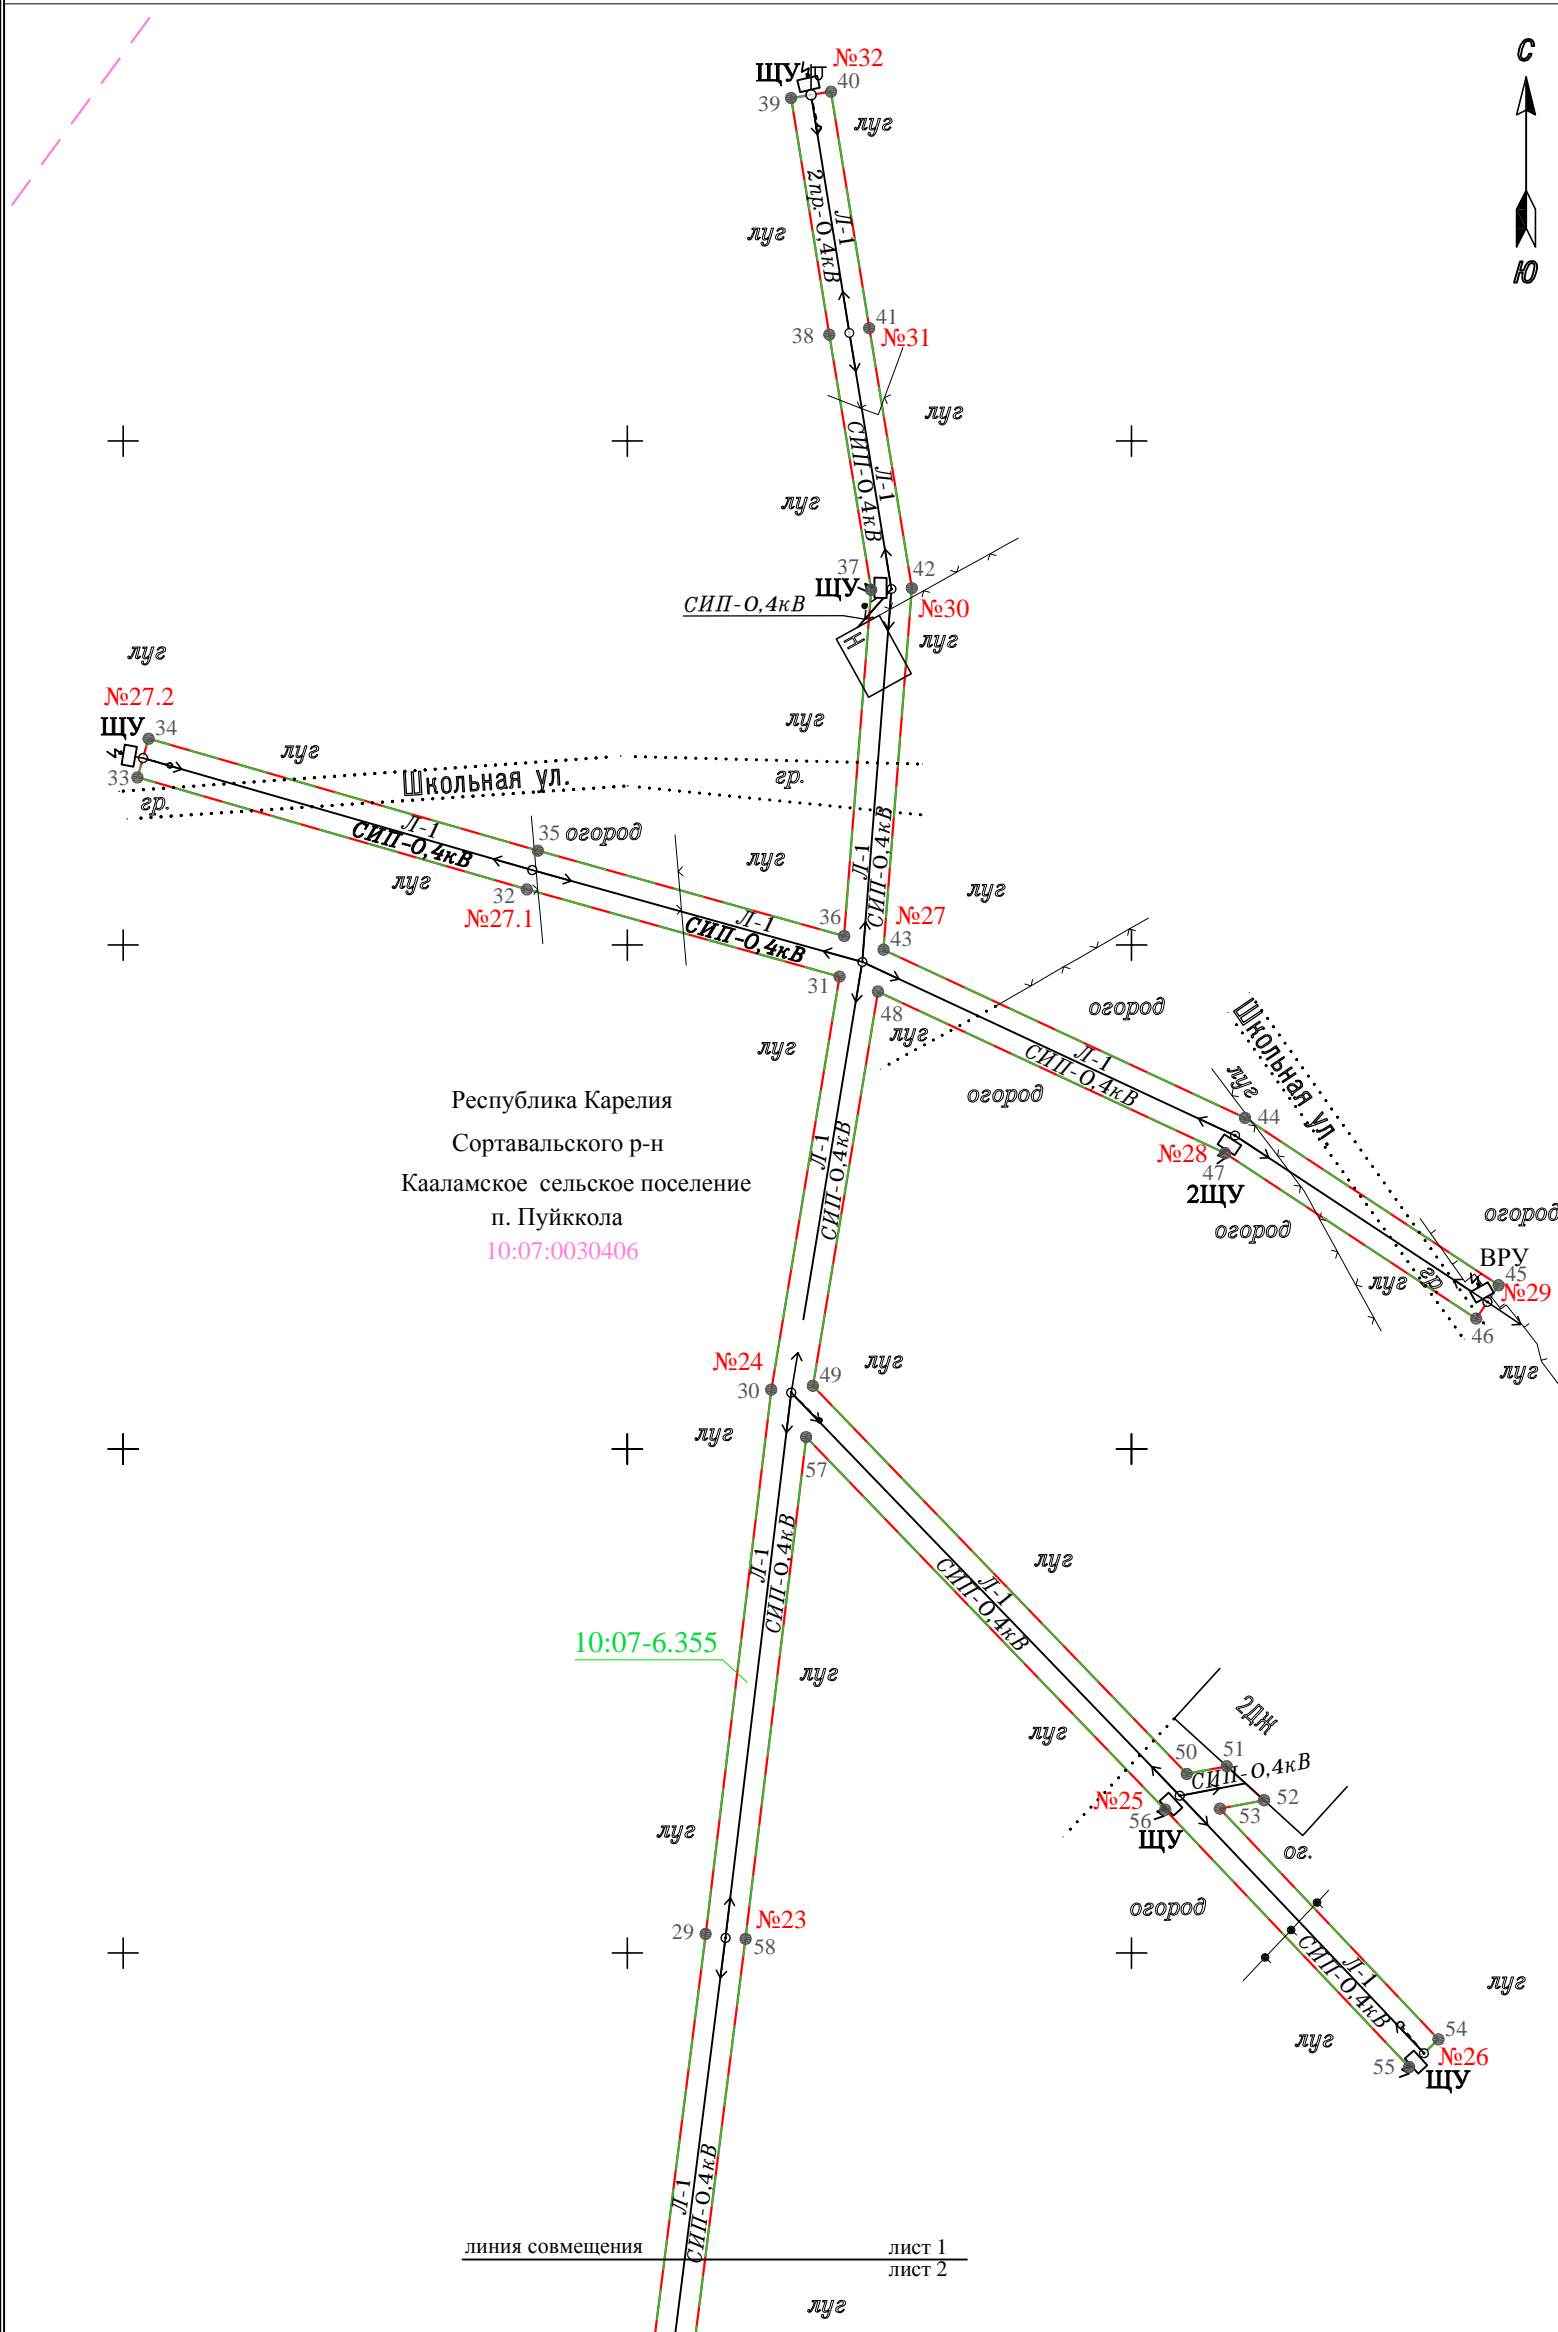 С
Ю
№32
ЩУ
40
39
луг
2пр.-0,4кВ
Л-1
луг
41
38
№31
луг
СИП-0,4кВ
Л-1
луг
37
42
ЩУ
№30
СИП-0,4кВ
Н
луг
луг
№27.2
ЩУ
34
луг
луг
Школьная ул.
гр.
33
гр.
Л-1
СИП-0,4кВ
35
огород
луг
луг
32
№27.1
Л-1
СИП-0,4кВ
Л-1
СИП-0,4кВ
луг
36
№27
43
31
48
луг
луг
огород
Школьная ул.
Л-1
СИП-0,4кВ
огород
луг
44
№28
47
2ЩУ
огород
огород
луг
гр.
ВРУ
45
№29
46
луг
Республика Карелия
Сортавальского р-н
Кааламское сельское поселение
п. Пуйккола
10:07:0030406
Л-1
СИП-0,4кВ
№24
30
49
луг
луг
57
Л-1
СИП-0,4кВ
Л-1
СИП-0,4кВ
луг
10:07-6.355
луг
луг
2ДЖ
50
51
СИП-0,4кВ
52
№25
56
53
ЩУ
ог.
луг
огород
29
№23
58
СИП-0,4кВ
Л-1
луг
луг
54
№26
55
ЩУ
Л-1
СИП-0,4кВ
линия совмещения
лист 1
лист 2
луг